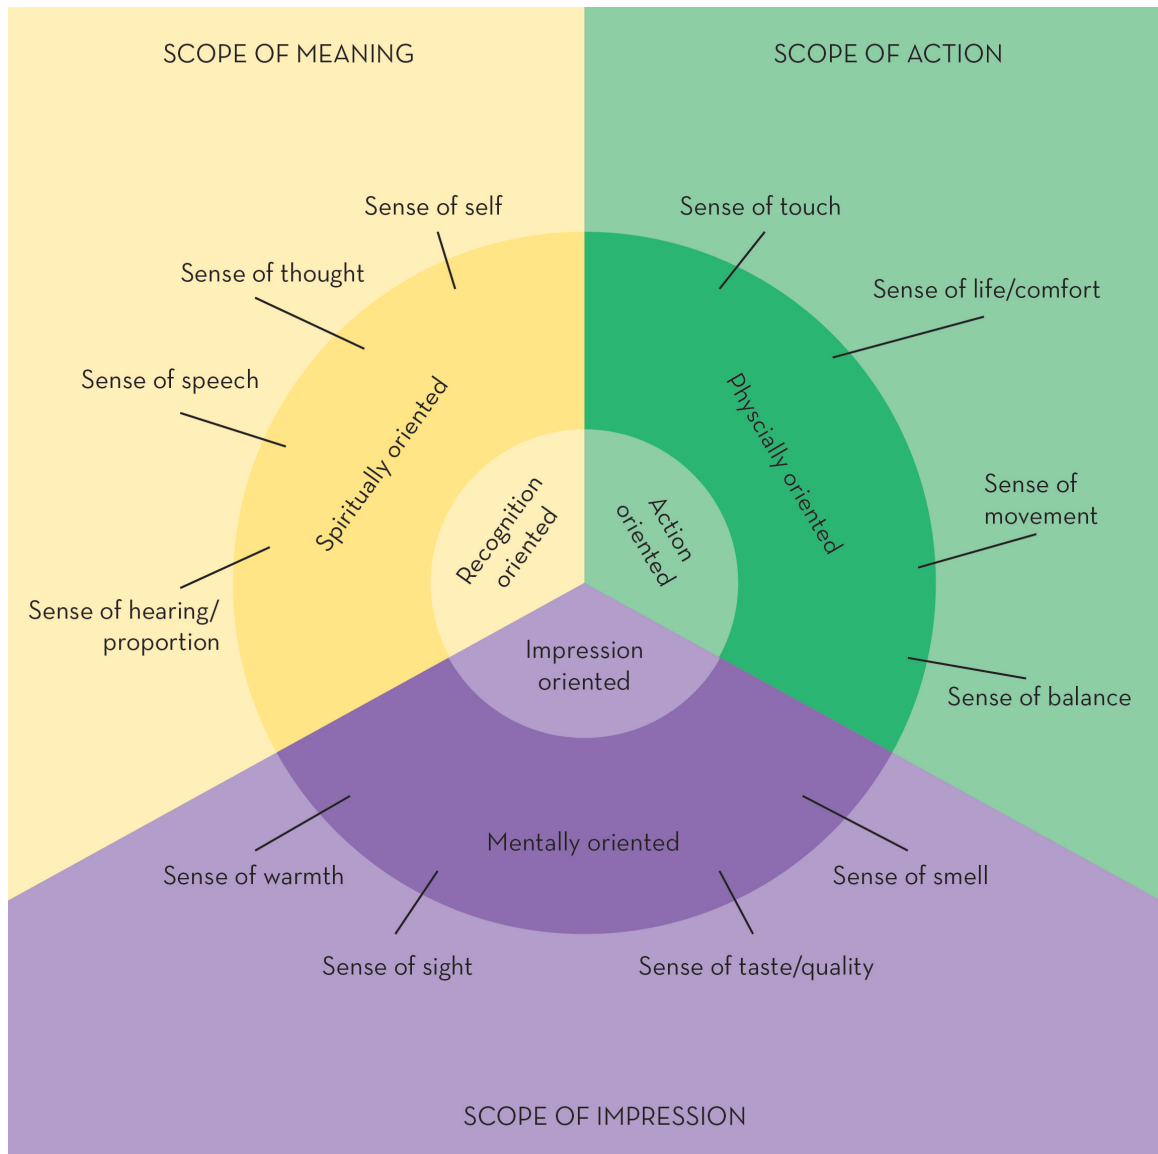 SCOPE OF MEANING
SCOPE OF ACTION
Sense of self
Sense of touch
Sense of thought
Sense of life/comfort
Sense of speech
Spiritually oriented
Physcially oriented
Recognition
oriented
Action
oriented
Sense of
movement
Sense of hearing/
proportion
Impression
oriented
Sense of balance
Mentally oriented
Sense of warmth
Sense of smell
Sense of sight
Sense of taste/quality
SCOPE OF IMPRESSION